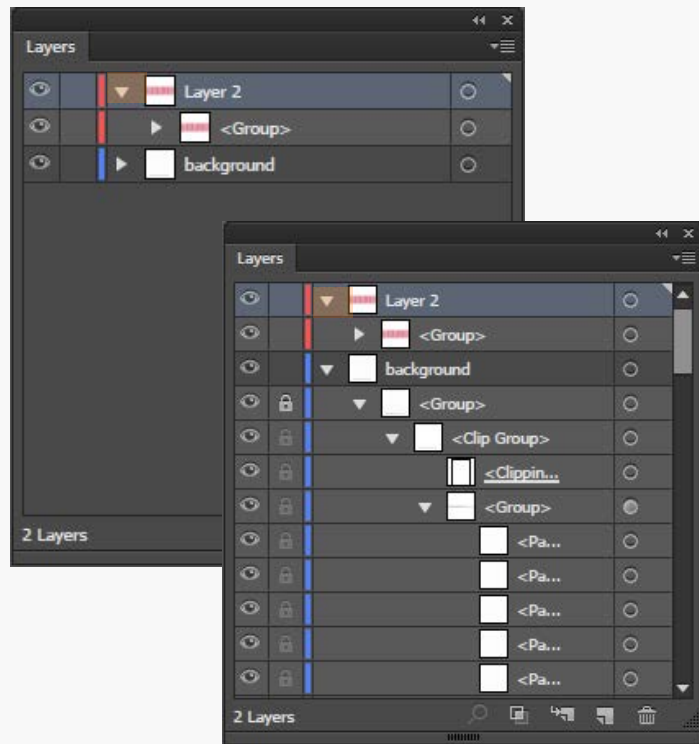 Layers
Layer 2
<Group>
background
2 Layers
Layers
Layer 2
<Group>
background
<Group>
<Clip Group>
<Clippin...
<Group>
<Pa...
<Pa...
<Pa...
<Pa...
<Pa...
2 Layers